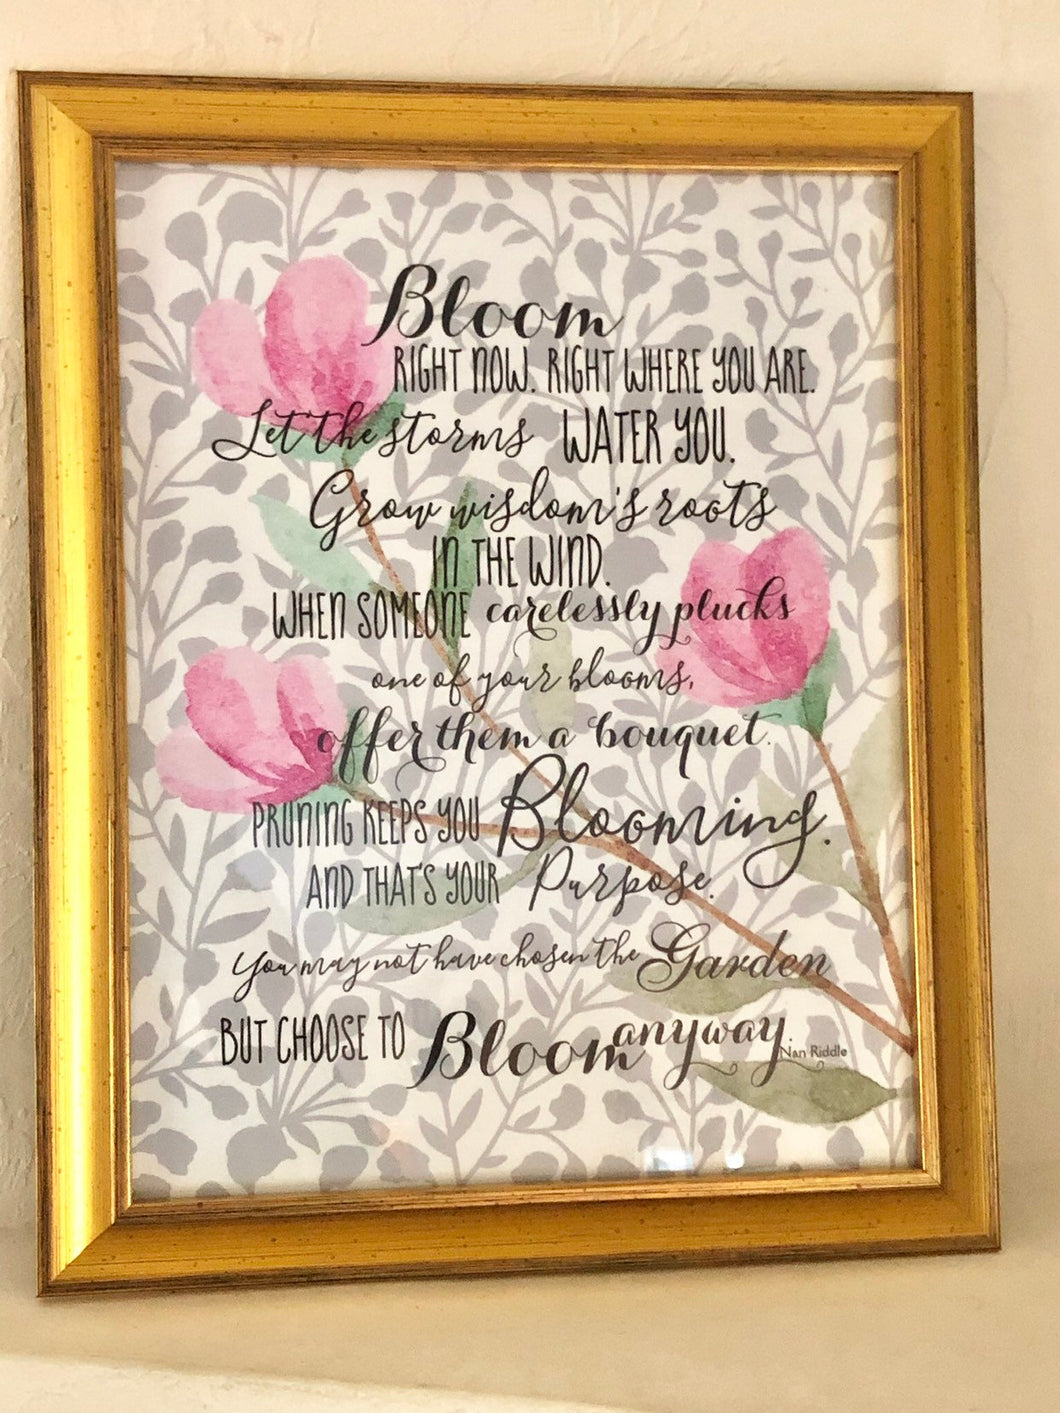 Bloom
RIGHT NOW. RIGHT WHERE YOU ARE.
Let the storms WATER YOU.
Grow wisdom's roots
IN THE WIND.
WHEN SOMEONE carelessly plucks
one of your blooms,
offer them a bouquet.
PRUNING KEEPS YOU Blooming.
AND THAT'S YOUR Purpose.
You may not have chosen the Garden
BUT CHOOSE TO Bloom anyway.
Nan Riddle